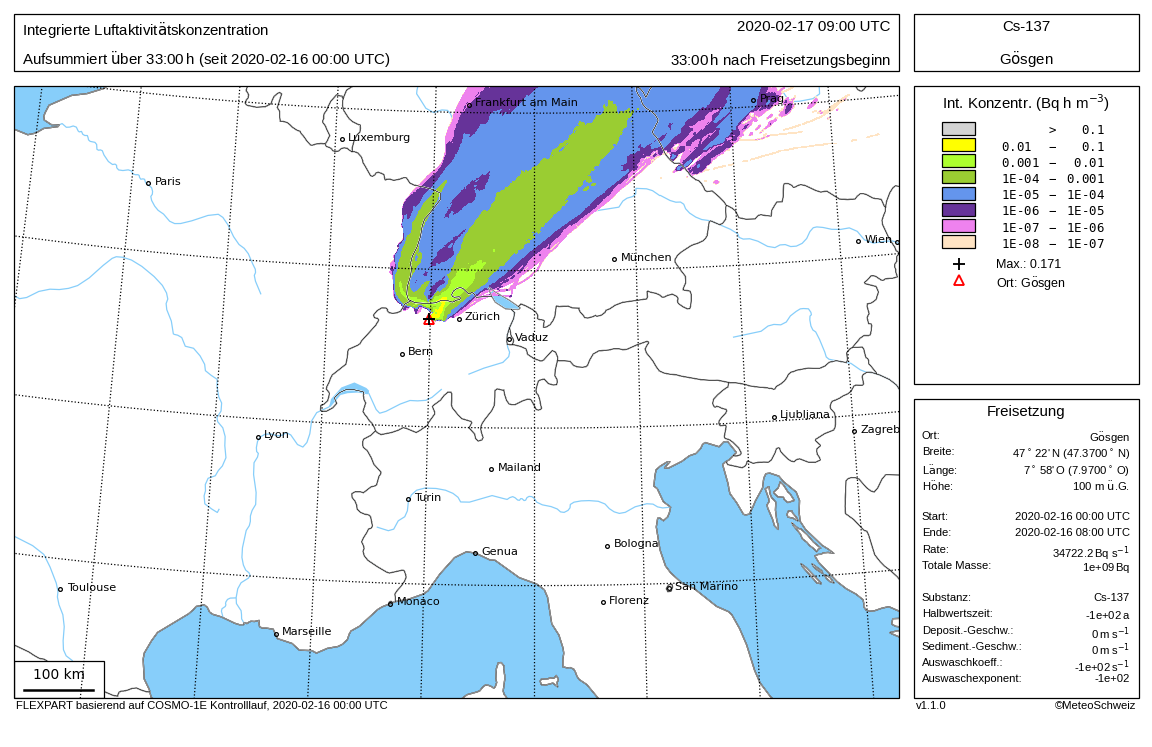 Integrierte Luftaktivitätskonzentration
2020-02-17 09:00 UTC
Aufsummiert über 33:00 h (seit 2020-02-16 00:00 UTC)
33:00 h nach Freisetzungsbeginn
Cs-137
Gösgen
Frankfurt am Main
Prag
Luxemburg
Paris
Wien
München
Zürich
Vaduz
Bern
Ljubljana
Zagreb
Lyon
Mailand
Turin
Bologna
Genua
Toulouse
San Marino
Monaco
Florenz
Marseille
100 km
Int. Konzentr. (Bq h m⁻³)
> 0.1
0.01 – 0.1
0.001 – 0.01
1E-04 – 0.001
1E-05 – 1E-04
1E-06 – 1E-05
1E-07 – 1E-06
1E-08 – 1E-07
Max.: 0.171
Ort: Gösgen
Freisetzung
Ort: Gösgen
Breite: 47° 22' N (47.3700° N)
Länge: 7° 58' O (7.9700° O)
Höhe: 100 m ü.G.
Start: 2020-02-16 00:00 UTC
Ende: 2020-02-16 08:00 UTC
Rate: 34722.2 Bq s⁻¹
Totale Masse: 1e+09 Bq
Substanz: Cs-137
Halbwertszeit: -1e+02 a
Deposit.-Geschw.: 0 m s⁻¹
Sediment.-Geschw.: 0 m s⁻¹
Auswaschkoeff.: -1e+02 s⁻¹
Auswaschexponent: -1e+02
FLEXPART basierend auf COSMO-1E Kontrolllauf, 2020-02-16 00:00 UTC
v1.1.0
©MeteoSchweiz